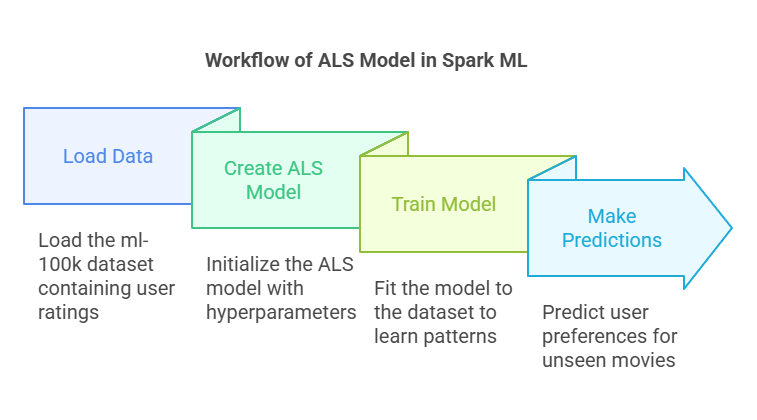 Workflow of ALS Model in Spark ML
Load Data
Load the ml-
100k dataset
containing user
ratings
Create ALS
Model
Initialize the ALS
model with
hyperparameters
Train Model
Fit the model to
the dataset to
learn patterns
Make
Predictions
Predict user
preferences for
unseen movies